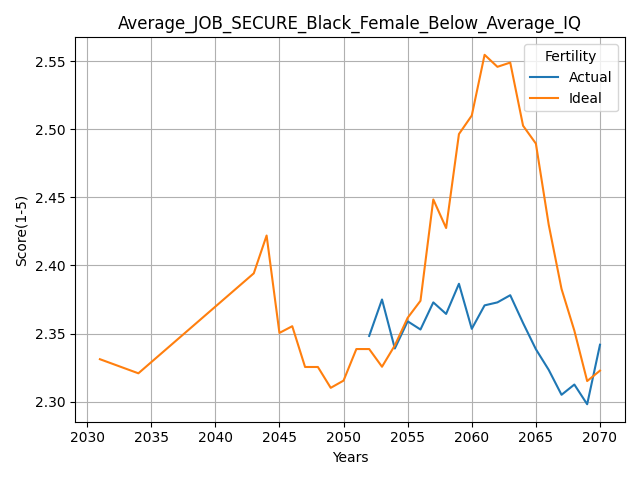 Average_JOB_SECURE_Black_Female_Below_Average_IQ
Fertility
Actual
Ideal
Score(1-5)
2.55
2.50
2.45
2.40
2.35
2.30
2030 2035 2040 2045 2050 2055 2060 2065 2070
Years